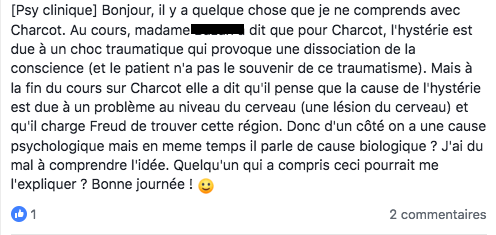 [Psy clinique] Bonjour, il y a quelque chose que je ne comprends avec
Charcot. Au cours, madame dit que pour Charcot, l'hystérie est
due à un choc traumatique qui provoque une dissociation de la
conscience (et le patient n'a pas le souvenir de ce traumatisme). Mais à
la fin du cours sur Charcot elle a dit qu'il pense que la cause de l'hystérie
est due à un problème au niveau du cerveau (une lésion du cerveau) et
qu'il charge Freud de trouver cette région. Donc d'un côté on a une cause
psychologique mais en meme temps il parle de cause biologique ? J'ai du
mal à comprendre l'idée. Quelqu'un qui a compris ceci pourrait me
l'expliquer ? Bonne journée !
1 2 commentaires